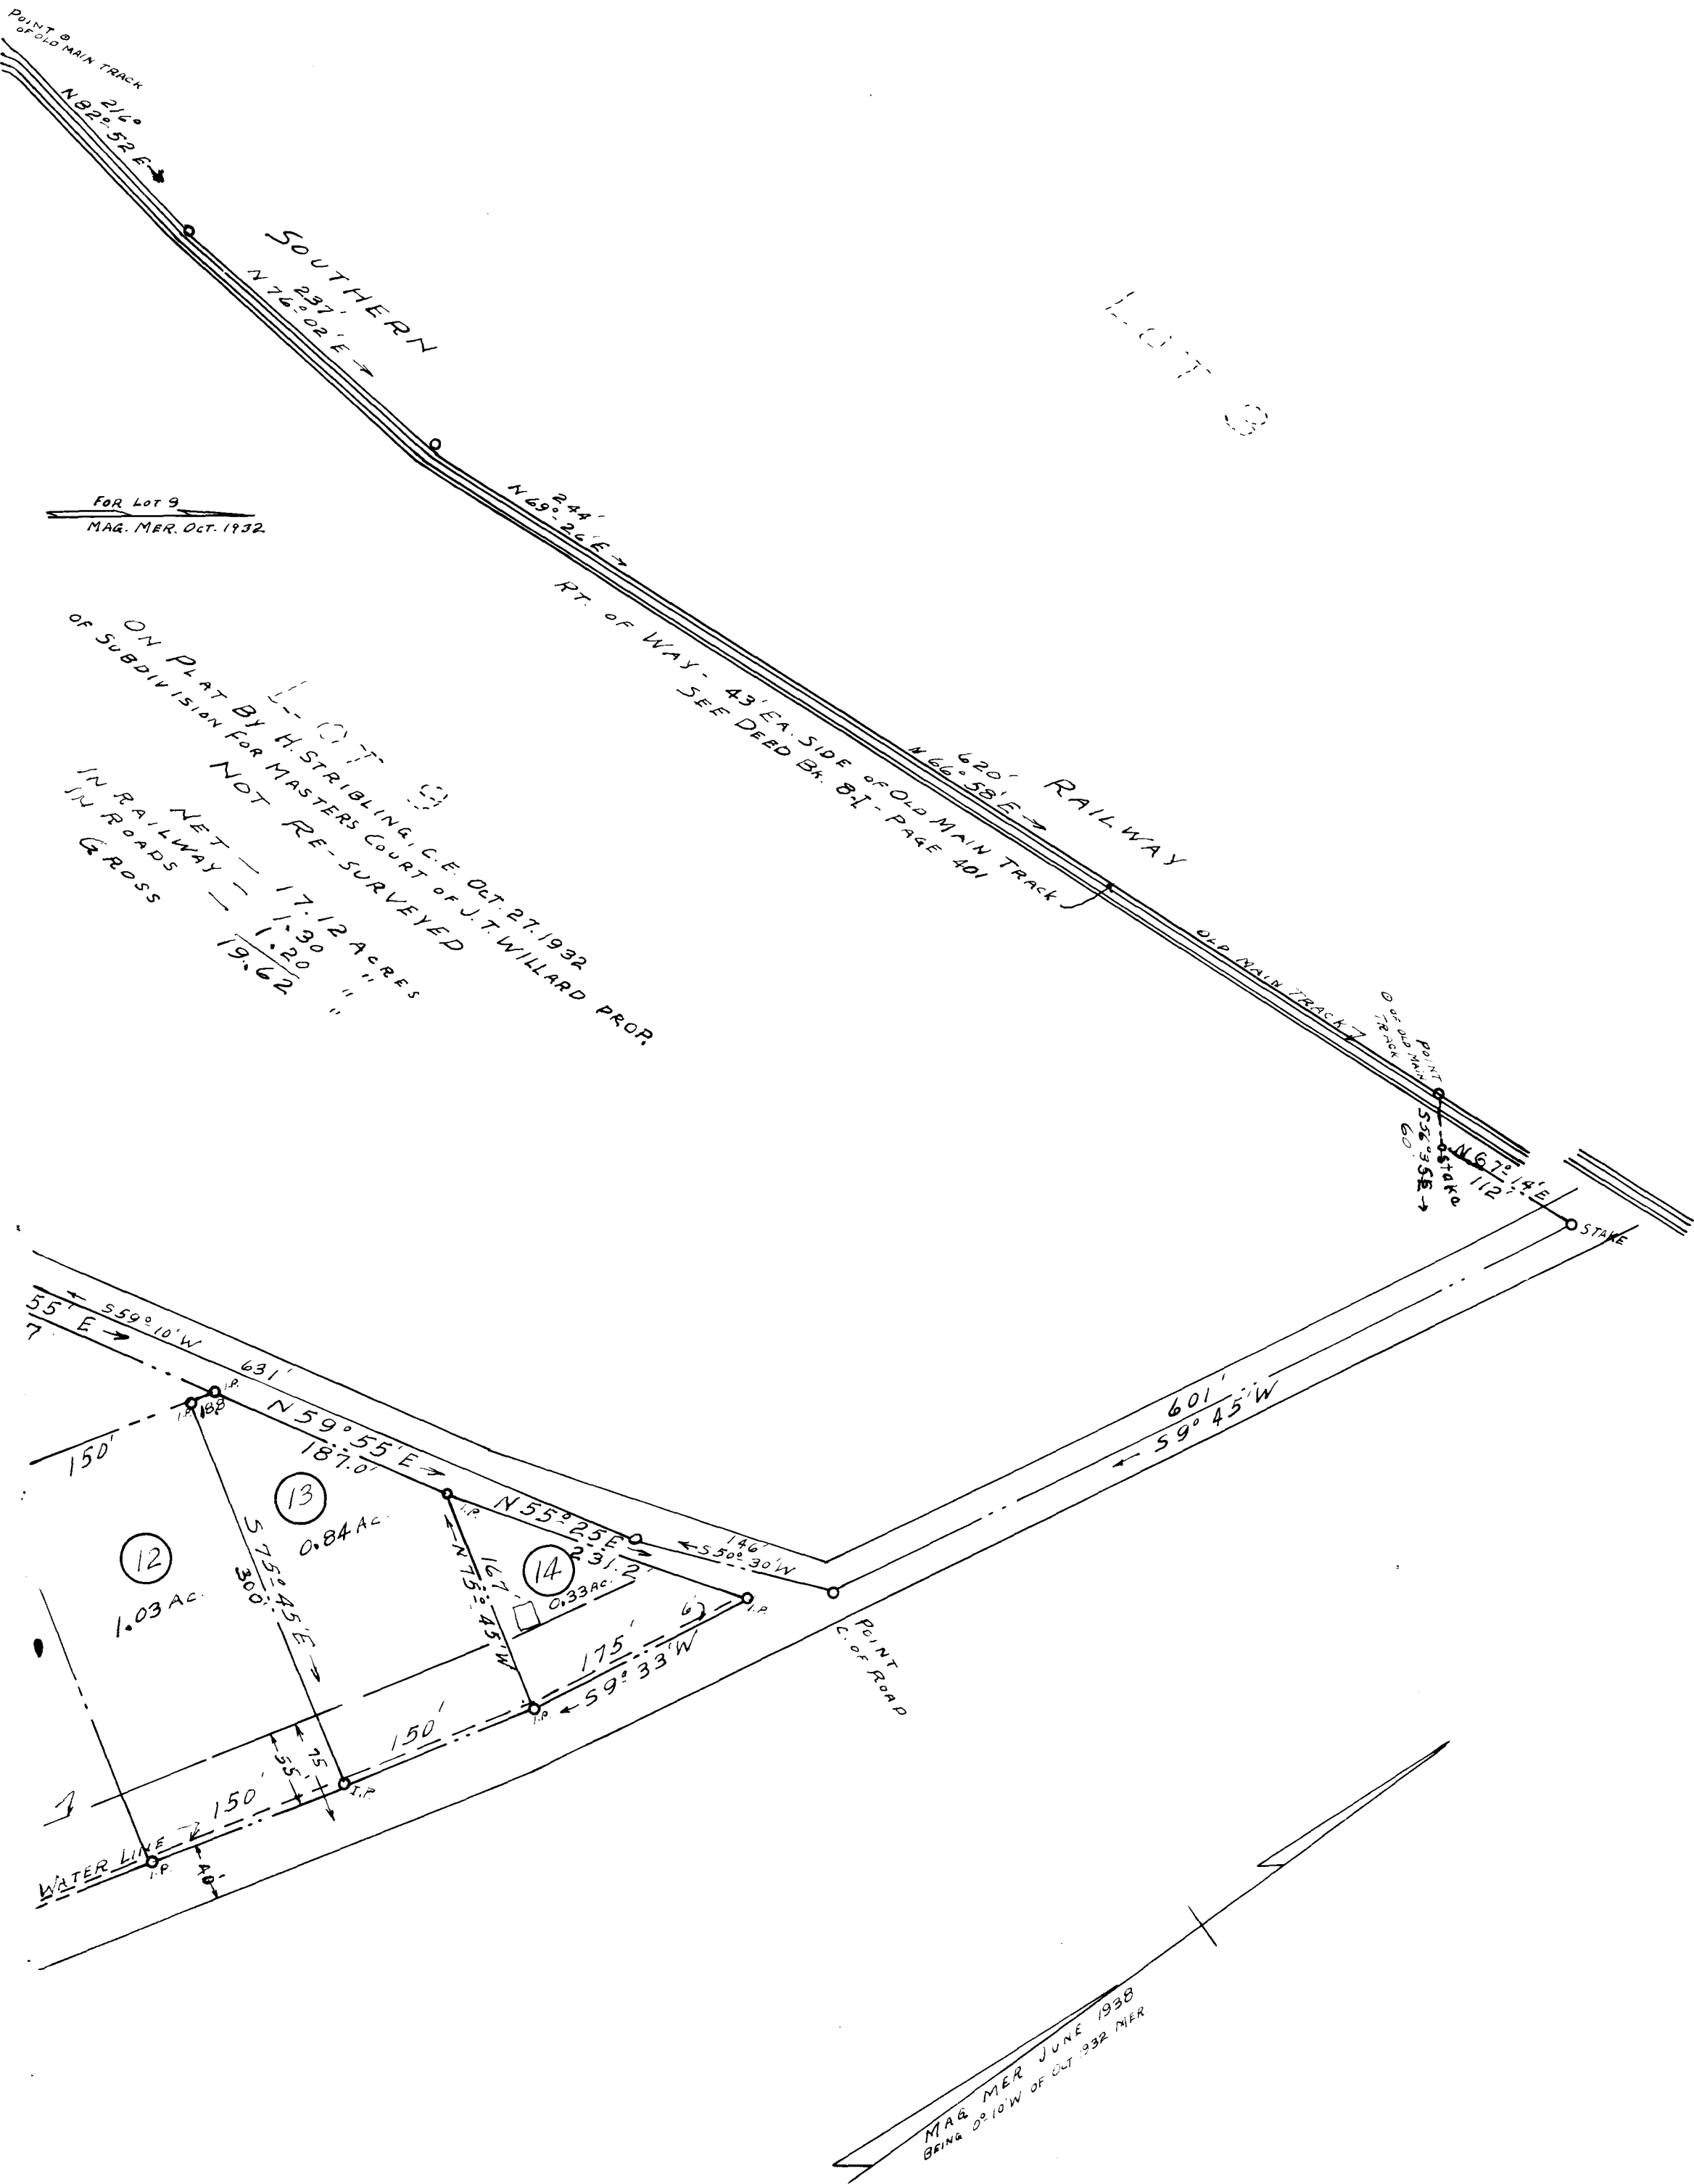 POINT
OF OLD MAIN TRACK
216'
N82°-52'E
SOUTHERN
237'
N76°-02'E
LOT 3
FOR LOT 9
MAG. MER. OCT. 1932
244'
N69°-26'E
RT. OF WAY - 43' EA. SIDE OF OLD MAIN TRACK
SEE DEED BK. 8-I - PAGE 401
620'
N66°-58'E
RAILWAY
LOT 9
ON PLAT BY H. STRIBLING, C.E. OCT. 27, 1932
OF SUBDIVISION FOR MASTERS COURT OF J. T. WILLARD PROP.
NOT RE-SURVEYED
NET — 17.12 ACRES
IN RAILWAY — 1.30 "
IN ROADS — 1.20 "
GROSS 19.62 "
OLD MAIN TRACK
POINT
OF OLD MAIN
TRACK
60'
STAKE
N67°-14'E
112'
STAKE
55' E
7
S59°-10'W
631'
I.P.
I.P.
188
150'
N59°55'E
187.0'
13
0.84 AC.
12
1.03 AC.
S75°45'E
300'
I.P.
N55°25'E
231.2'
167'
N75°45'W
14
0.33 AC.
146'
S50°30'W
6'
I.P.
POINT
C. OF ROAD
601'
S9°45'W
175'
S9°33'W
I.P.
150'
75'
55'
I.P.
150'
WATER LINE
I.P.
40'
MAG MER JUNE 1938
BEING 0°-10'W OF OCT 1932 MER